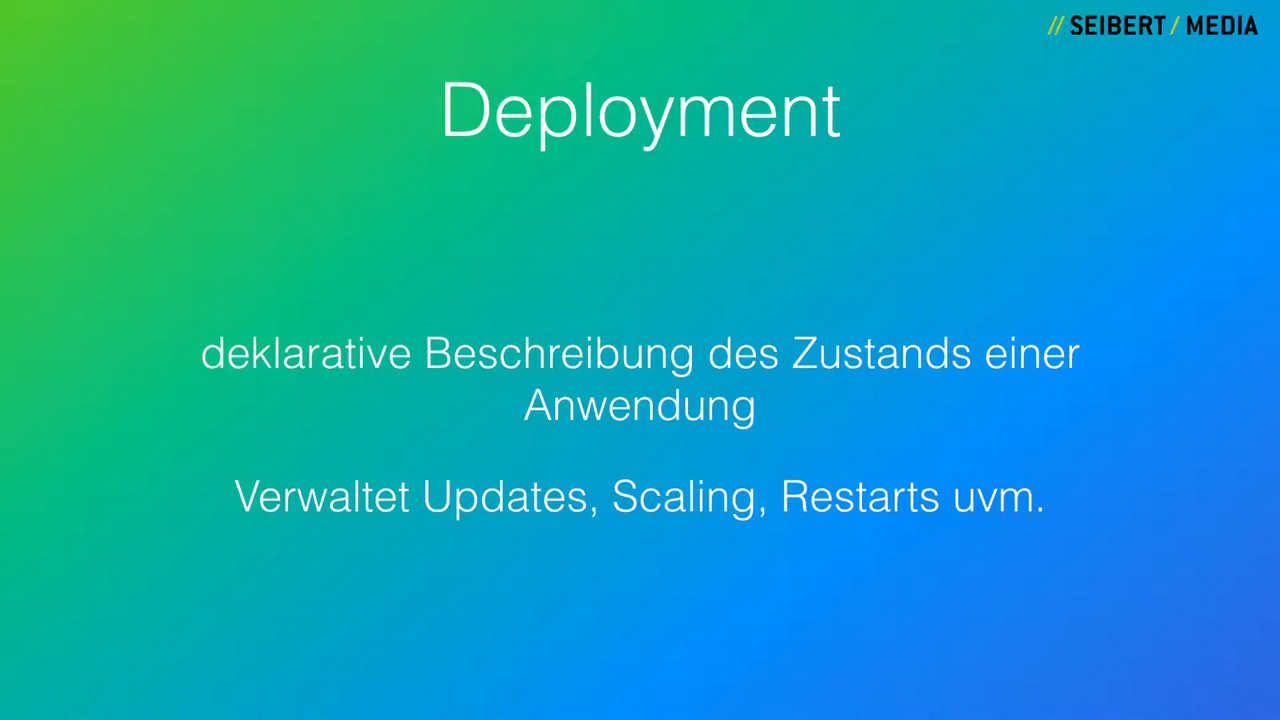 // SEIBERT / MEDIA
Deployment
deklarative Beschreibung des Zustands einer
Anwendung
Verwaltet Updates, Scaling, Restarts uvm.